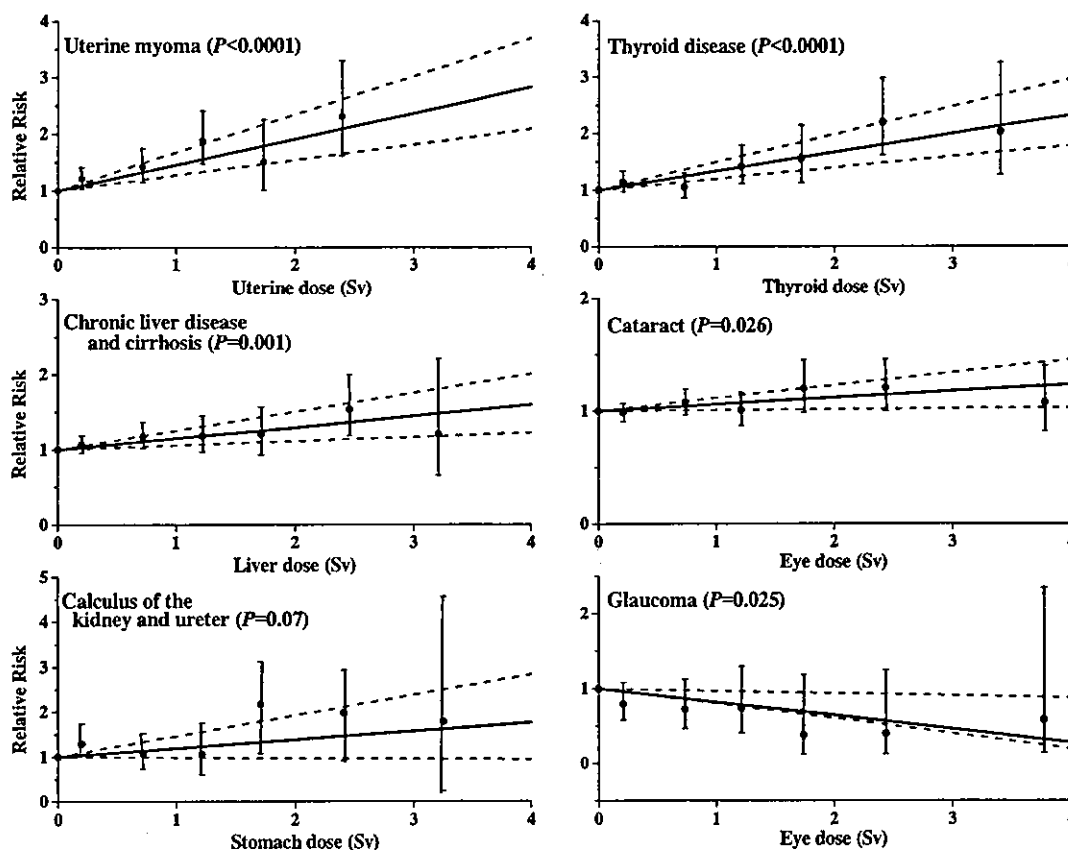 Uterine myoma (P<0.0001)
Relative Risk
4
3
2
1
0
0 1 2 3 4
Uterine dose (Sv)
Thyroid disease (P<0.0001)
4
3
2
1
0
0 1 2 3 4
Thyroid dose (Sv)
Chronic liver disease
and cirrhosis (P=0.001)
Relative Risk
3
2
1
0
0 1 2 3 4
Liver dose (Sv)
Cataract (P=0.026)
2
1
0
0 1 2 3 4
Eye dose (Sv)
Calculus of the
kidney and ureter (P=0.07)
Relative Risk
5
4
3
2
1
0
0 1 2 3 4
Stomach dose (Sv)
Glaucoma (P=0.025)
2
1
0
0 1 2 3 4
Eye dose (Sv)